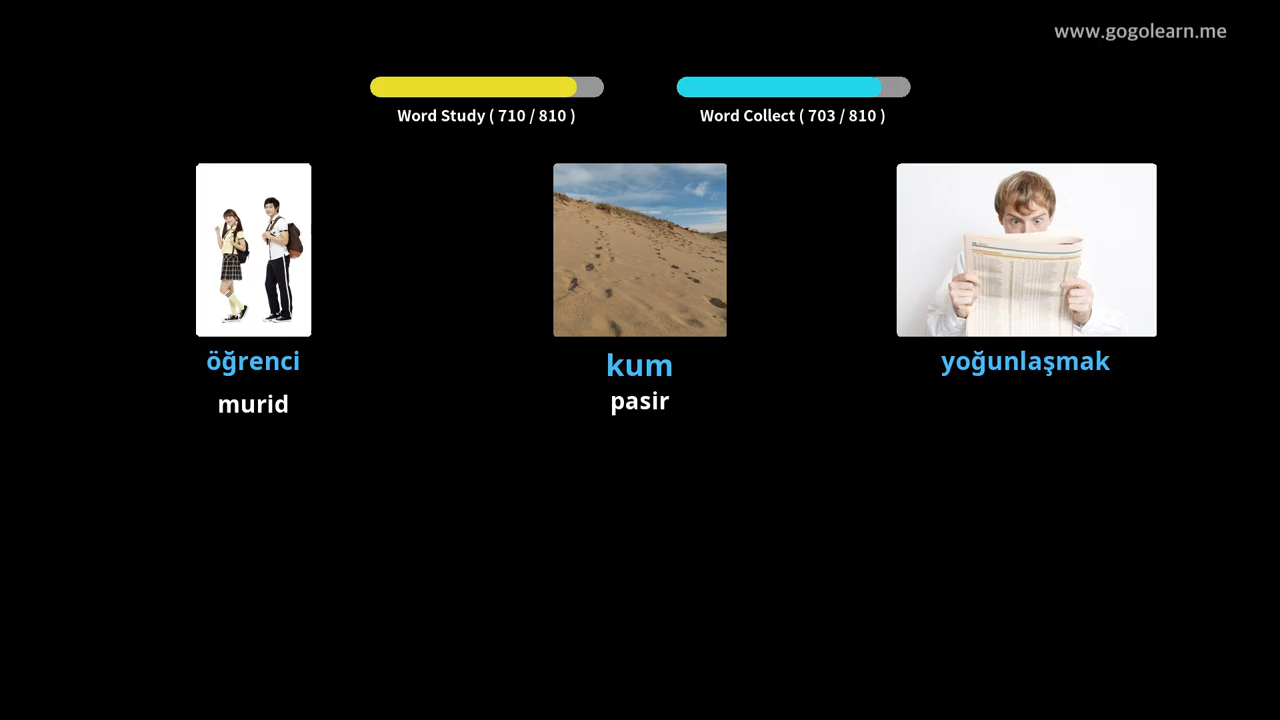 www.gogolearn.me
Word Study ( 710 / 810 )
Word Collect ( 703 / 810 )
öğrenci
murid
kum
pasir
yoğunlaşmak